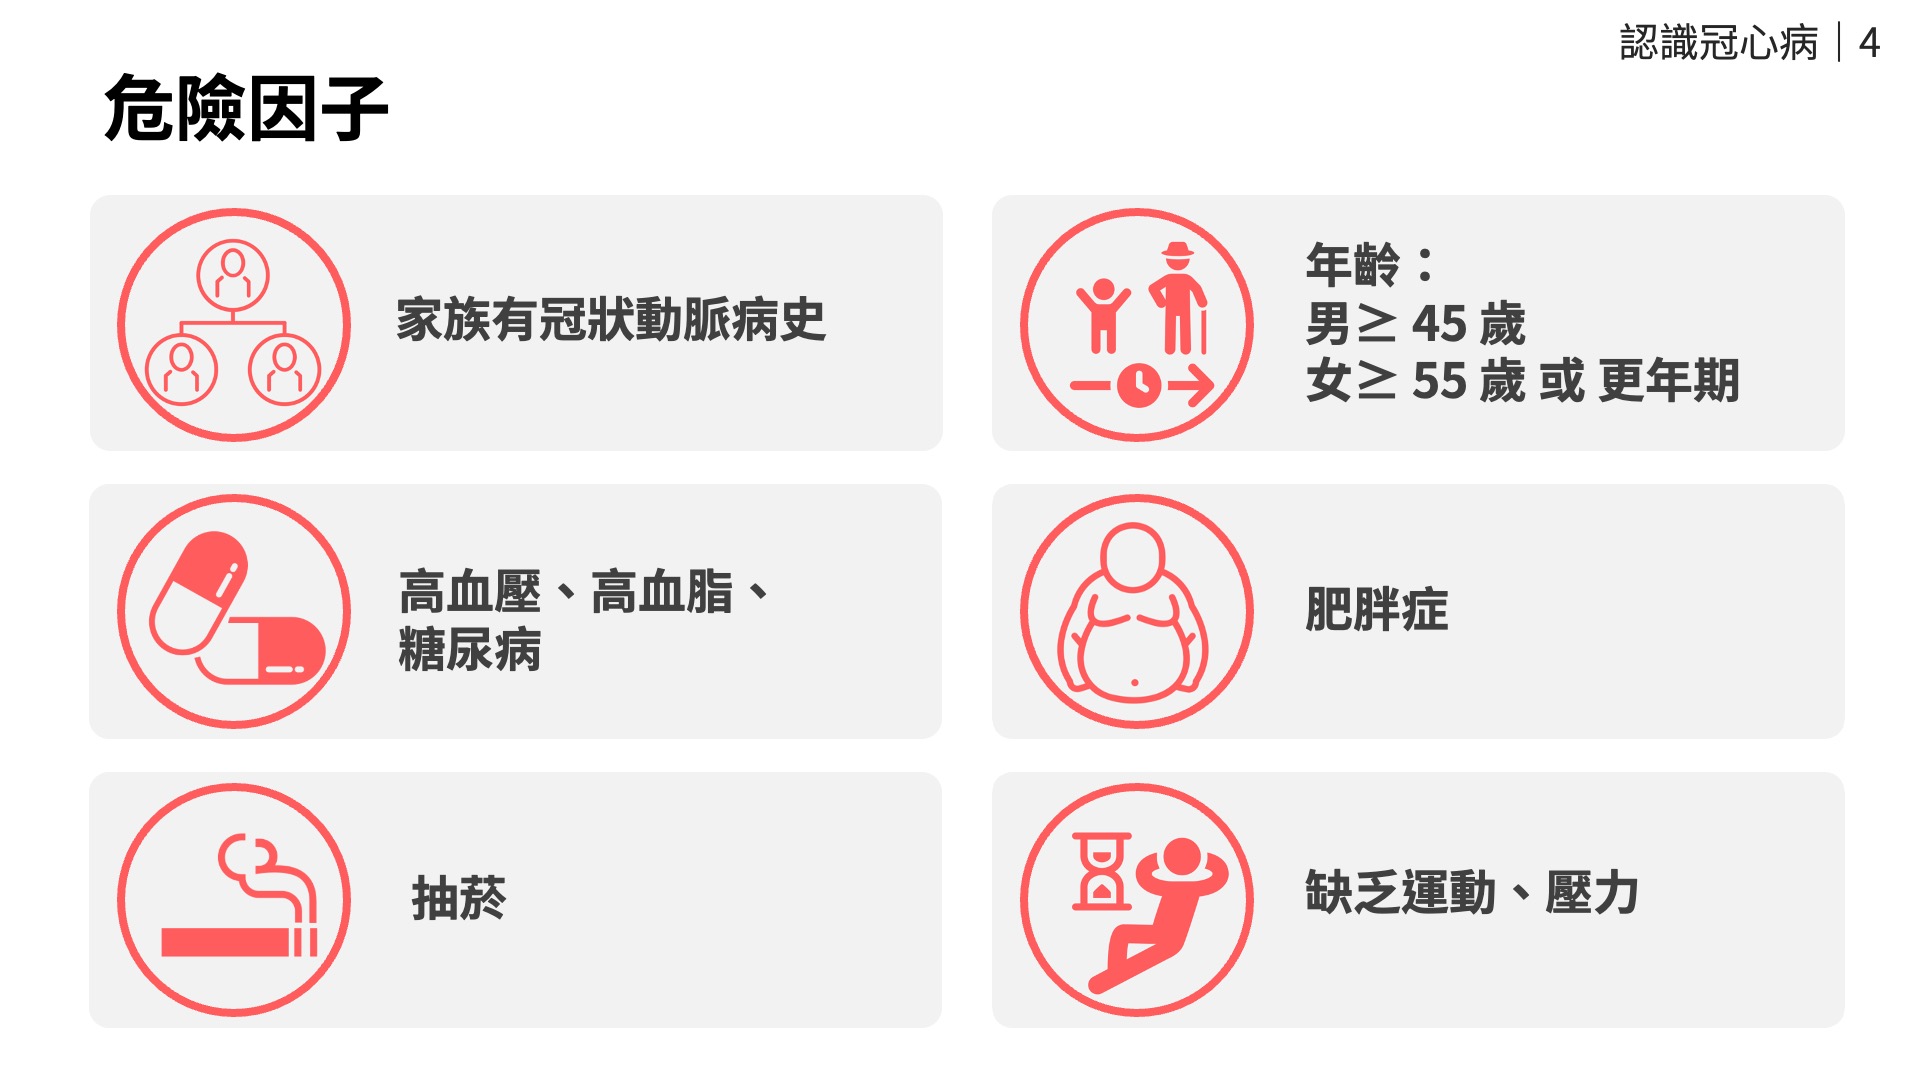 認識冠心病｜4
危險因子
家族有冠狀動脈病史
年齡：
男≥ 45 歲
女≥ 55 歲 或 更年期
高血壓、高血脂、
糖尿病
肥胖症
抽菸
缺乏運動、壓力